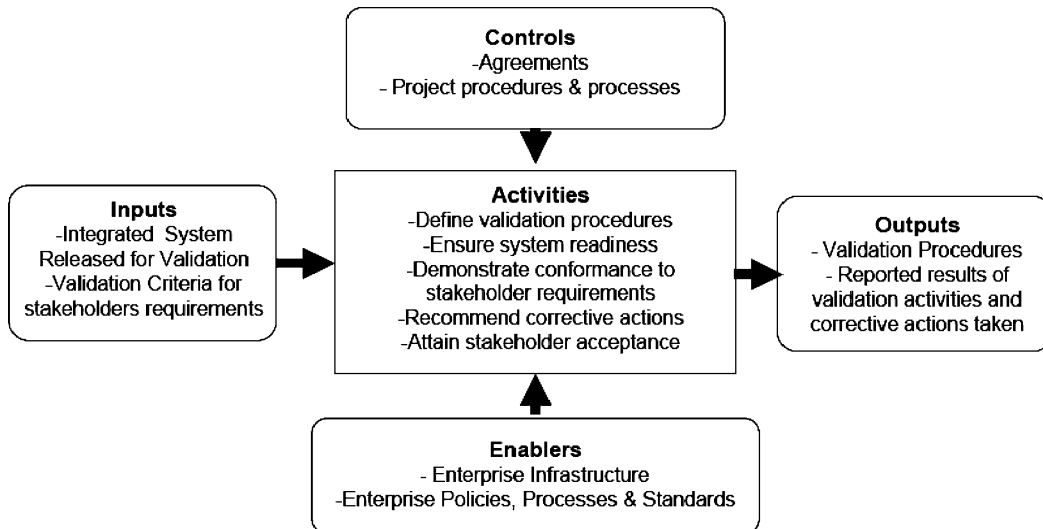 Controls
-Agreements
- Project procedures & processes
Inputs
-Integrated System
Released for Validation
-Validation Criteria for
stakeholders requirements
Activities
-Define validation procedures
-Ensure system readiness
-Demonstrate conformance to
stakeholder requirements
-Recommend corrective actions
-Attain stakeholder acceptance
Outputs
- Validation Procedures
- Reported results of
validation activities and
corrective actions taken
Enablers
- Enterprise Infrastructure
-Enterprise Policies, Processes & Standards